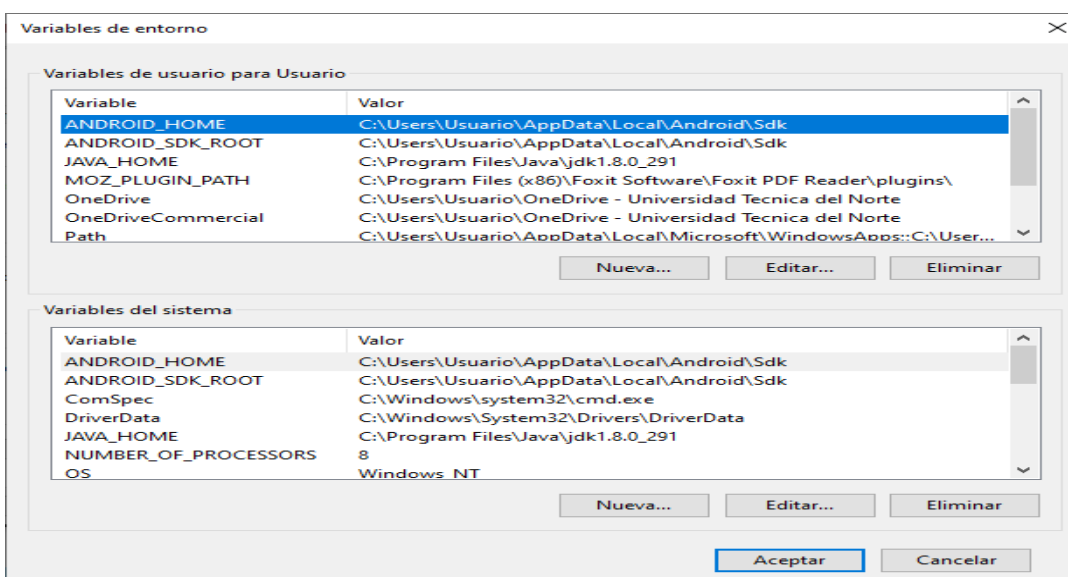 Variables de entorno
Variables de usuario para Usuario
Variable Valor
ANDROID_HOME C:\Users\Usuario\AppData\Local\Android\Sdk
ANDROID_SDK_ROOT C:\Users\Usuario\AppData\Local\Android\Sdk
JAVA_HOME C:\Program Files\Java\jdk1.8.0_291
MOZ_PLUGIN_PATH C:\Program Files (x86)\Foxit Software\Foxit PDF Reader\plugins\
OneDrive C:\Users\Usuario\OneDrive - Universidad Tecnica del Norte
OneDriveCommercial C:\Users\Usuario\OneDrive - Universidad Tecnica del Norte
Path C:\Users\Usuario\AppData\Local\Microsoft\WindowsApps;;C:\User...
Nueva... Editar... Eliminar
Variables del sistema
Variable Valor
ANDROID_HOME C:\Users\Usuario\AppData\Local\Android\Sdk
ANDROID_SDK_ROOT C:\Users\Usuario\AppData\Local\Android\Sdk
ComSpec C:\Windows\system32\cmd.exe
DriverData C:\Windows\System32\Drivers\DriverData
JAVA_HOME C:\Program Files\Java\jdk1.8.0_291
NUMBER_OF_PROCESSORS 8
OS Windows_NT
Nueva... Editar... Eliminar
Aceptar Cancelar